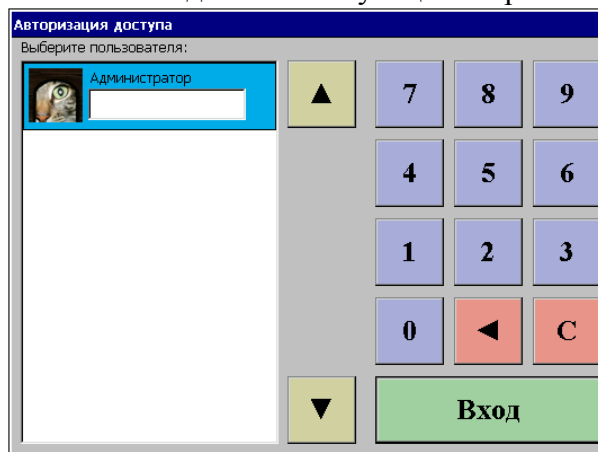 Авторизация доступа
Выберите пользователя:
Администратор
7 8 9
4 5 6
1 2 3
0 C
Вход